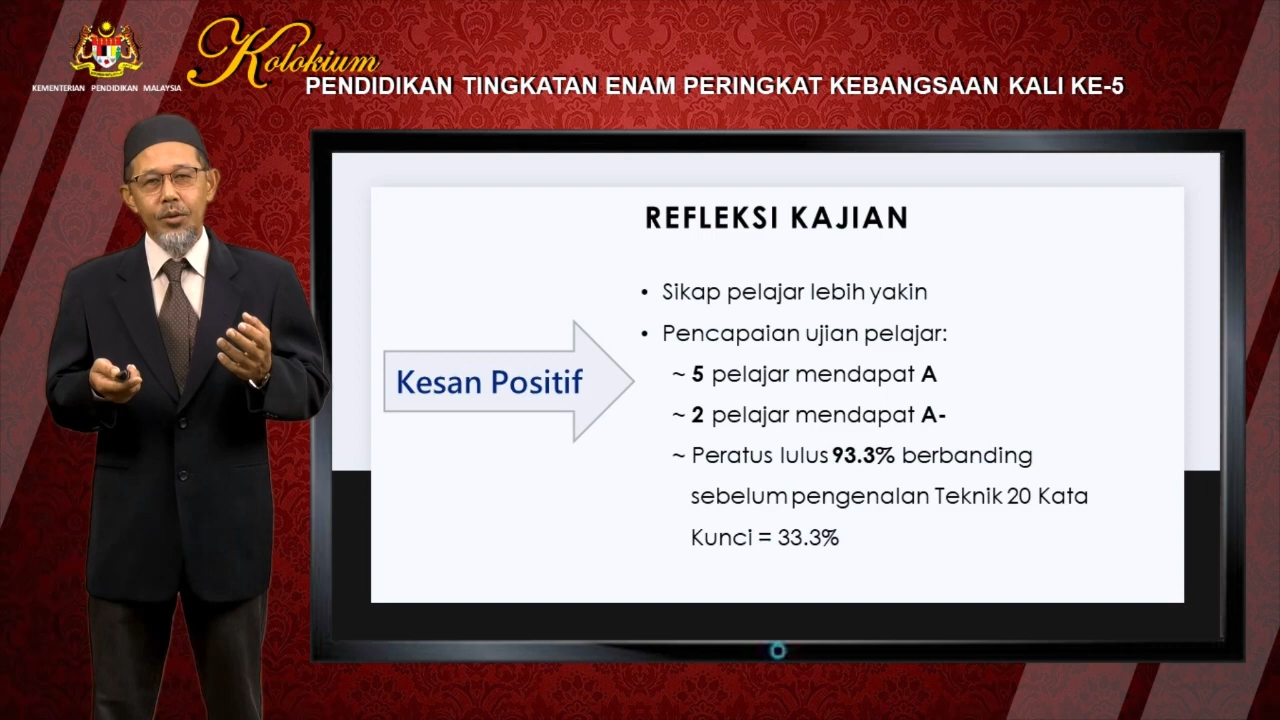 Kolokium
KEMENTERIAN PENDIDIKAN MALAYSIA
PENDIDIKAN TINGKATAN ENAM PERINGKAT KEBANGSAAN KALI KE-5
REFLEKSI KAJIAN
• Sikap pelajar lebih yakin
• Pencapaian ujian pelajar:
~ 5 pelajar mendapat A
Kesan Positif
~ 2 pelajar mendapat A-
~ Peratus lulus 93.3% berbanding
sebelum pengenalan Teknik 20 Kata
Kunci = 33.3%